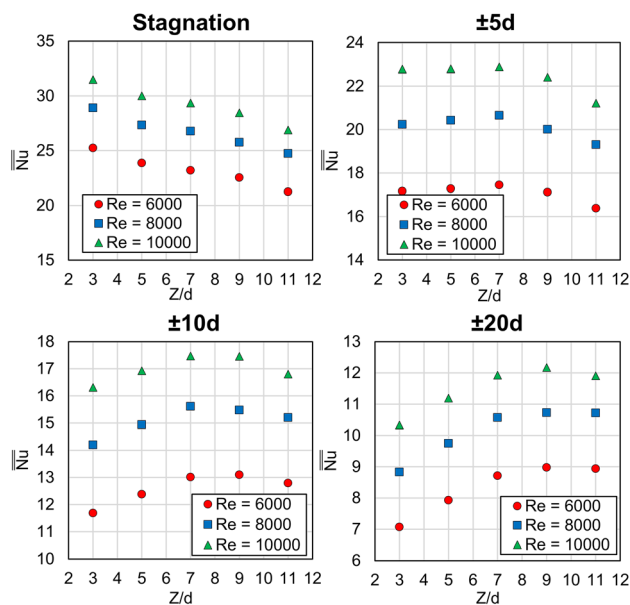 Stagnation
35
30
25
20
15
Nu
Re = 6000
Re = 8000
Re = 10000
2 3 4 5 6 7 8 9 10 11 12
Z/d
±5d
24
22
20
18
16
14
Nu
Re = 6000
Re = 8000
Re = 10000
2 3 4 5 6 7 8 9 10 11 12
Z/d
±10d
18
17
16
15
14
13
12
11
10
Nu
Re = 6000
Re = 8000
Re = 10000
2 3 4 5 6 7 8 9 10 11 12
Z/d
±20d
13
12
11
10
9
8
7
6
Nu
Re = 6000
Re = 8000
Re = 10000
2 3 4 5 6 7 8 9 10 11 12
Z/d